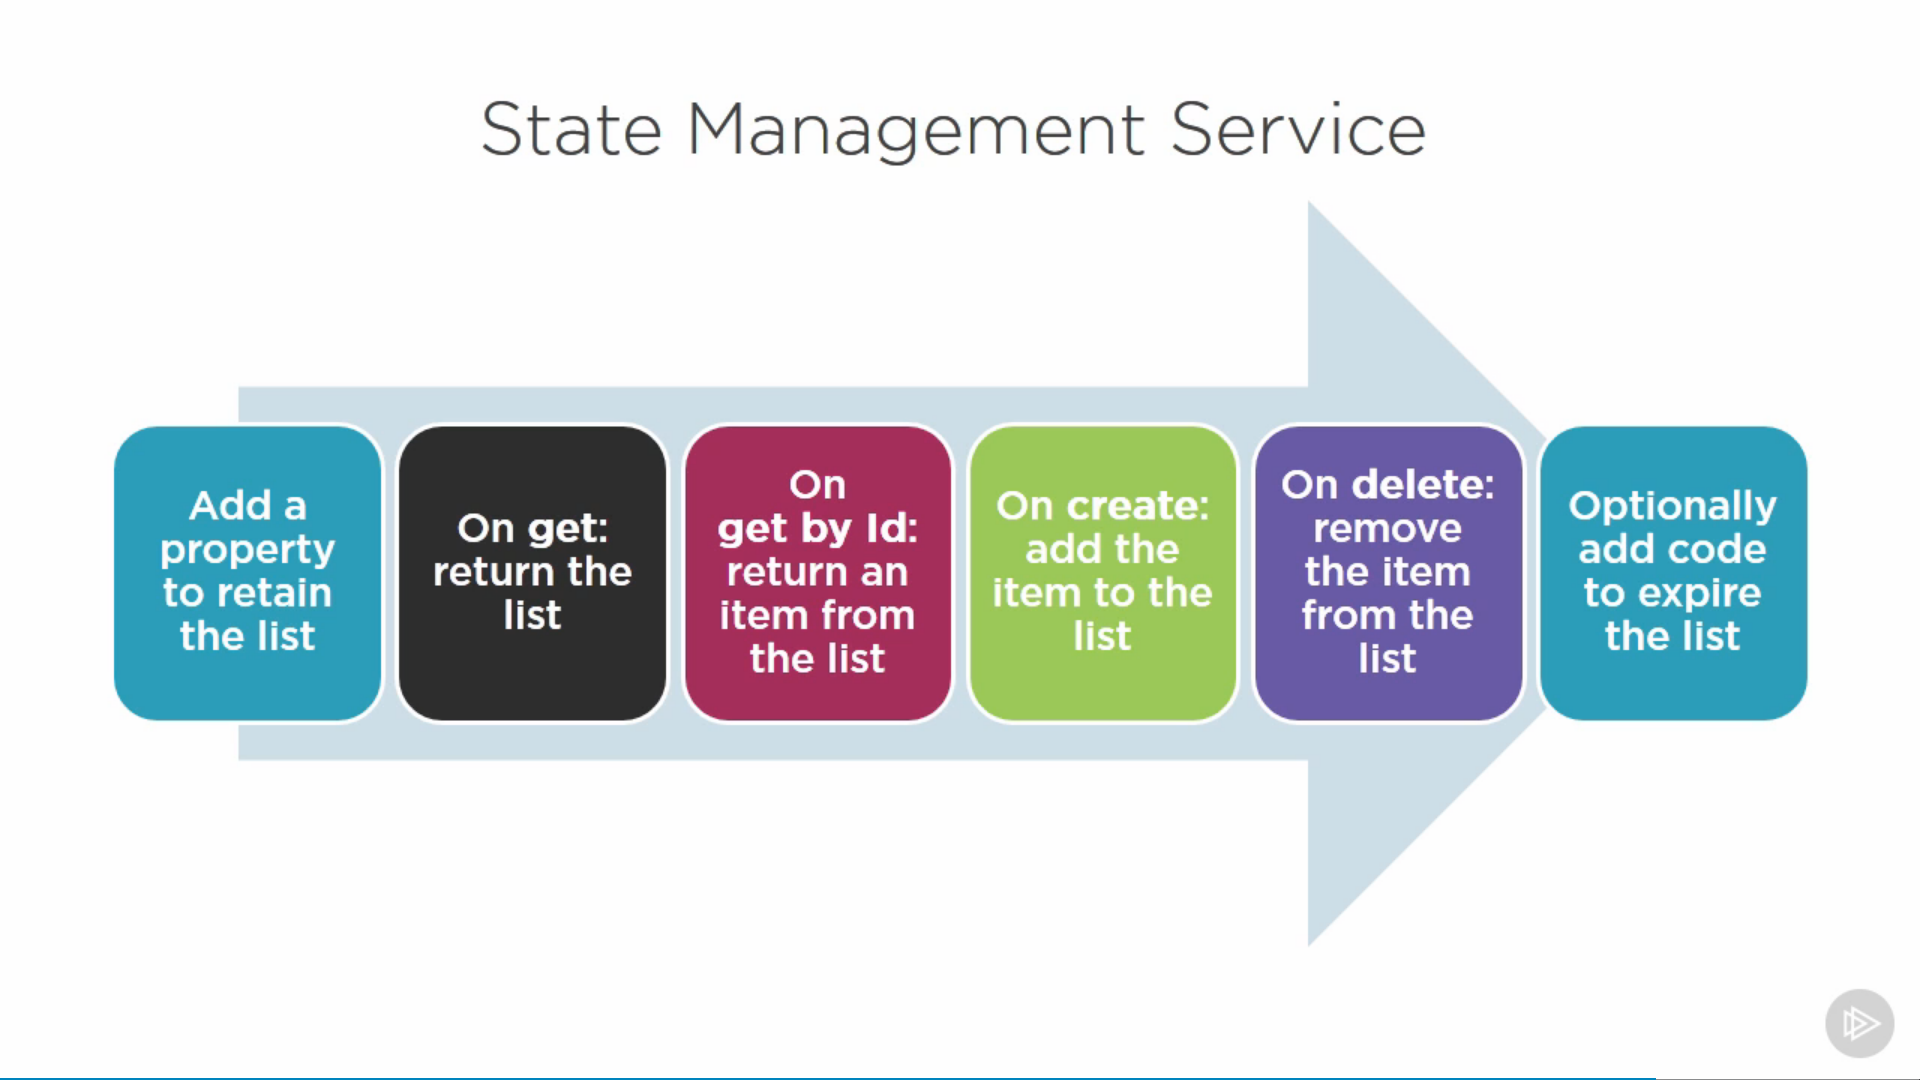 State Management Service
Add a
property
to retain
the list
On get:
return the
list
On
get by Id:
return an
item from
the list
On create:
add the
item to the
list
On delete:
remove
the item
from the
list
Optionally
add code
to expire
the list